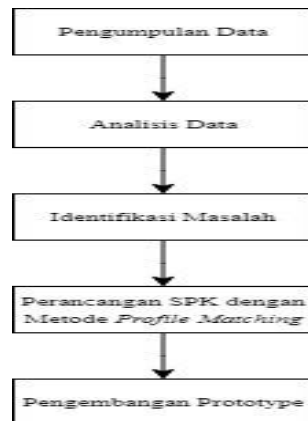 Pengumpulan Data
Analisis Data
Identifikasi Masalah
Perancangan SPK dengan
Metode Profile Matching
Pengembangan Prototype